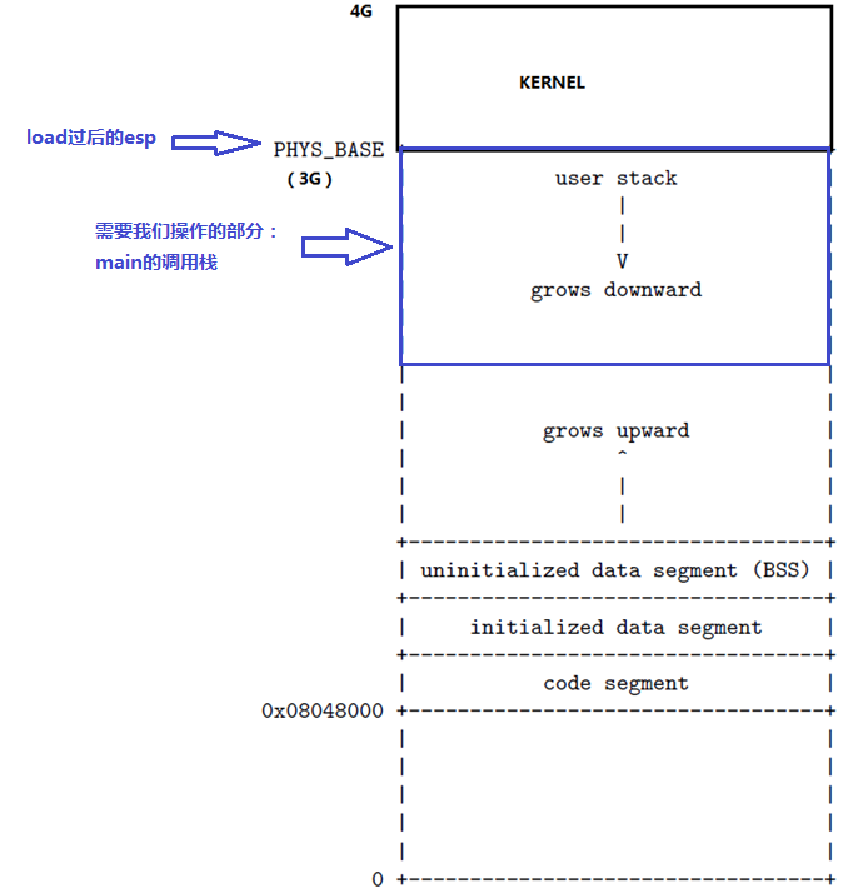 4G
KERNEL
load过后的esp
PHYS_BASE
( 3G )
user stack
|
|
V
grows downward
需要我们操作的部分：
main的调用栈
grows upward
^
|
|
+---------------------------------+
| uninitialized data segment (BSS) |
+---------------------------------+
| initialized data segment |
+---------------------------------+
| code segment |
0x08048000 +---------------------------------+
0 +---------------------------------+